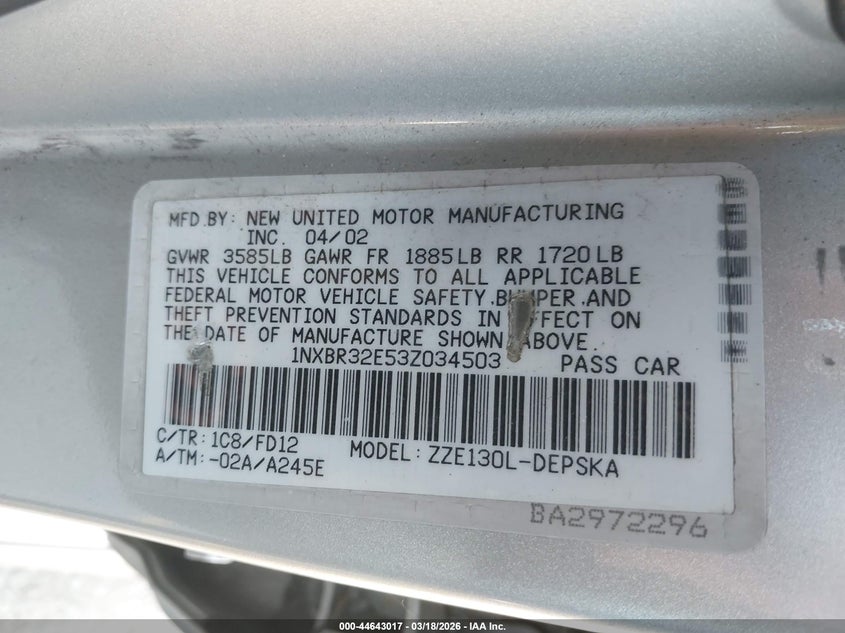 MFD.BY: NEW UNITED MOTOR MANUFACTURING
INC. 04/02
GVWR 3585LB GAWR FR 1885LB RR 1720LB
THIS VEHICLE CONFORMS TO ALL APPLICABLE
FEDERAL MOTOR VEHICLE SAFETY, BUMPER, AND
THEFT PREVENTION STANDARDS IN EFFECT ON
THE DATE OF MANUFACTURE SHOWN ABOVE.
1NXBR32E53Z034503 PASS CAR
C/TR: 1C8/FD12 MODEL: ZZE130L-DEPSKA
A/TM: -02A/A245E
BA2972296
000-44643017 — 03/18/2026 — IAA Inc.